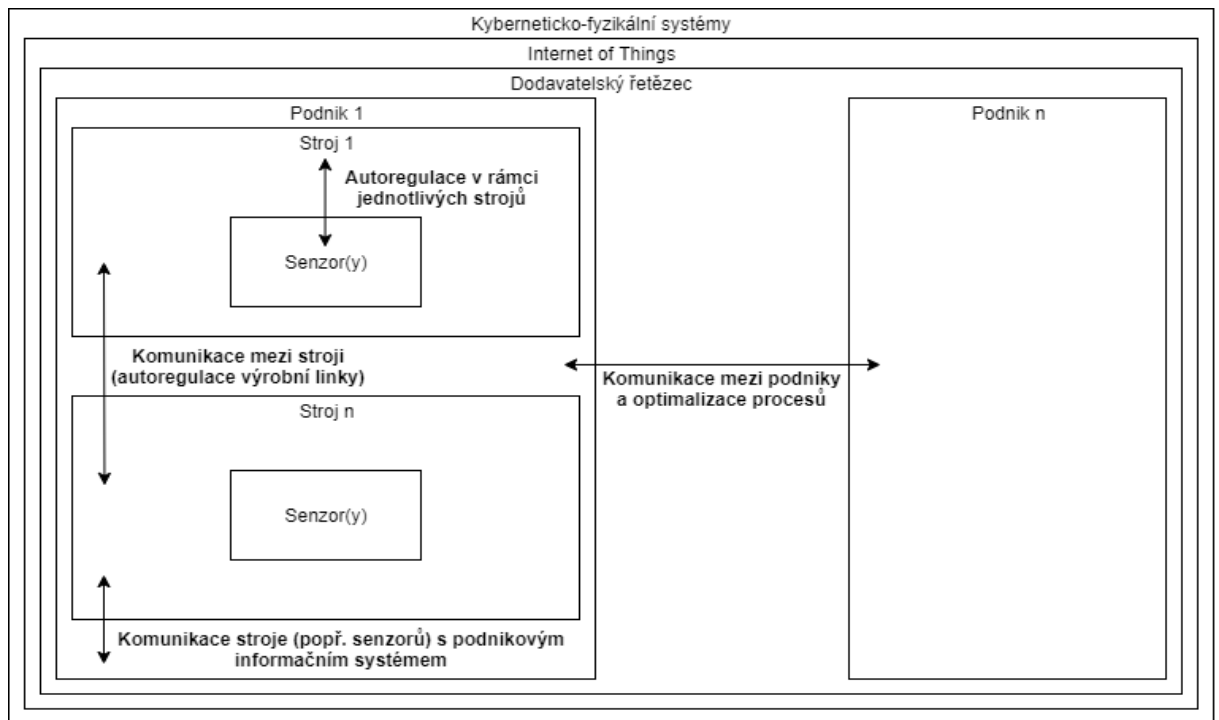 Kyberneticko-fyzikální systémy
Internet of Things
Dodavatelský řetězec
Podnik 1
Stroj 1
Autoregulace v rámci
jednotlivých strojů
Senzor(y)
Komunikace mezi stroji
(autoregulace výrobní linky)
Stroj n
Senzor(y)
Komunikace stroje (popř. senzorů) s podnikovým
informačním systémem
Komunikace mezi podniky
a optimalizace procesů
Podnik n